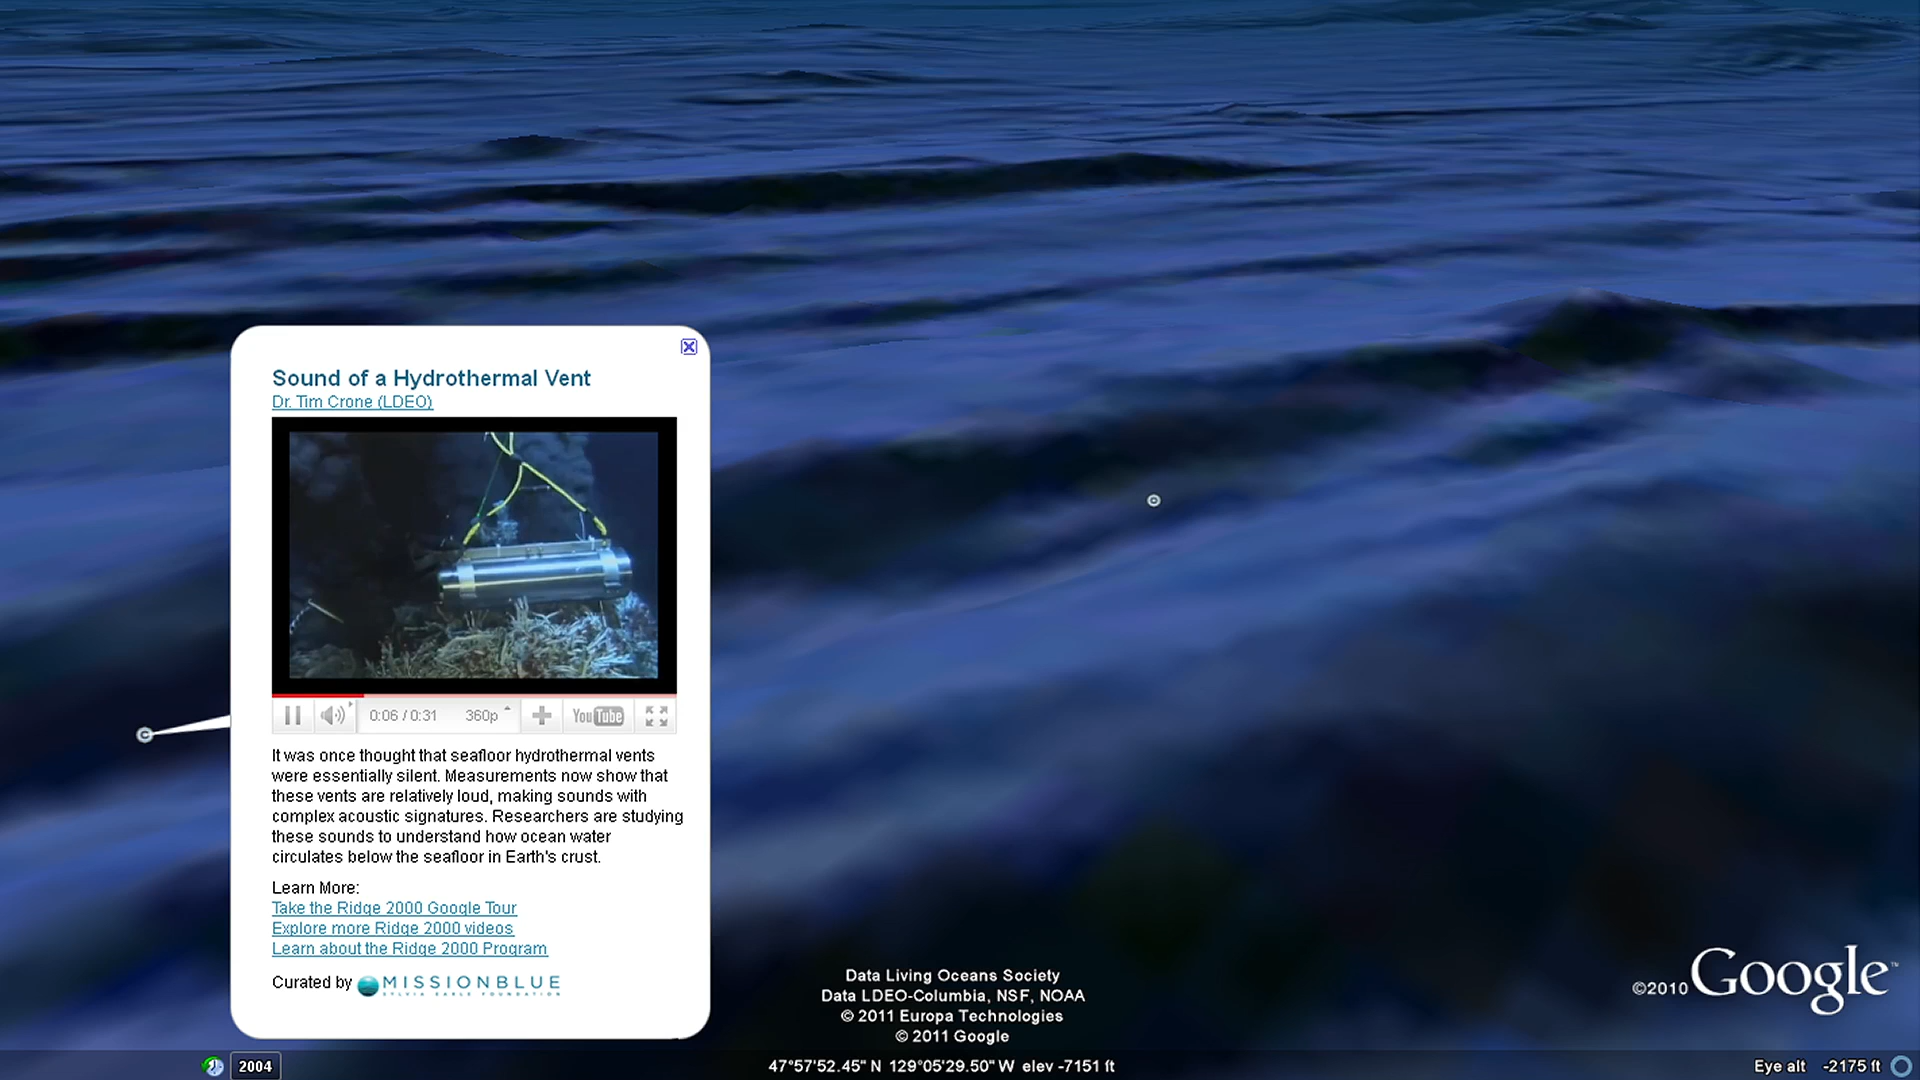 Sound of a Hydrothermal Vent
Dr. Tim Crone (LDEO)
0:06 / 0:31
360p
YouTube
It was once thought that seafloor hydrothermal vents
were essentially silent. Measurements now show that
these vents are relatively loud, making sounds with
complex acoustic signatures. Researchers are studying
these sounds to understand how ocean water
circulates below the seafloor in Earth's crust.
Learn More:
Take the Ridge 2000 Google Tour
Explore more Ridge 2000 videos
Learn about the Ridge 2000 Program
Curated by MISSIONBLUE
SYLVIA EARLE FOUNDATION
Data Living Oceans Society
Data LDEO-Columbia, NSF, NOAA
© 2011 Europa Technologies
© 2011 Google
©2010 Google™
2004
47°57'52.45" N 129°05'29.50" W elev -7151 ft
Eye alt -2175 ft